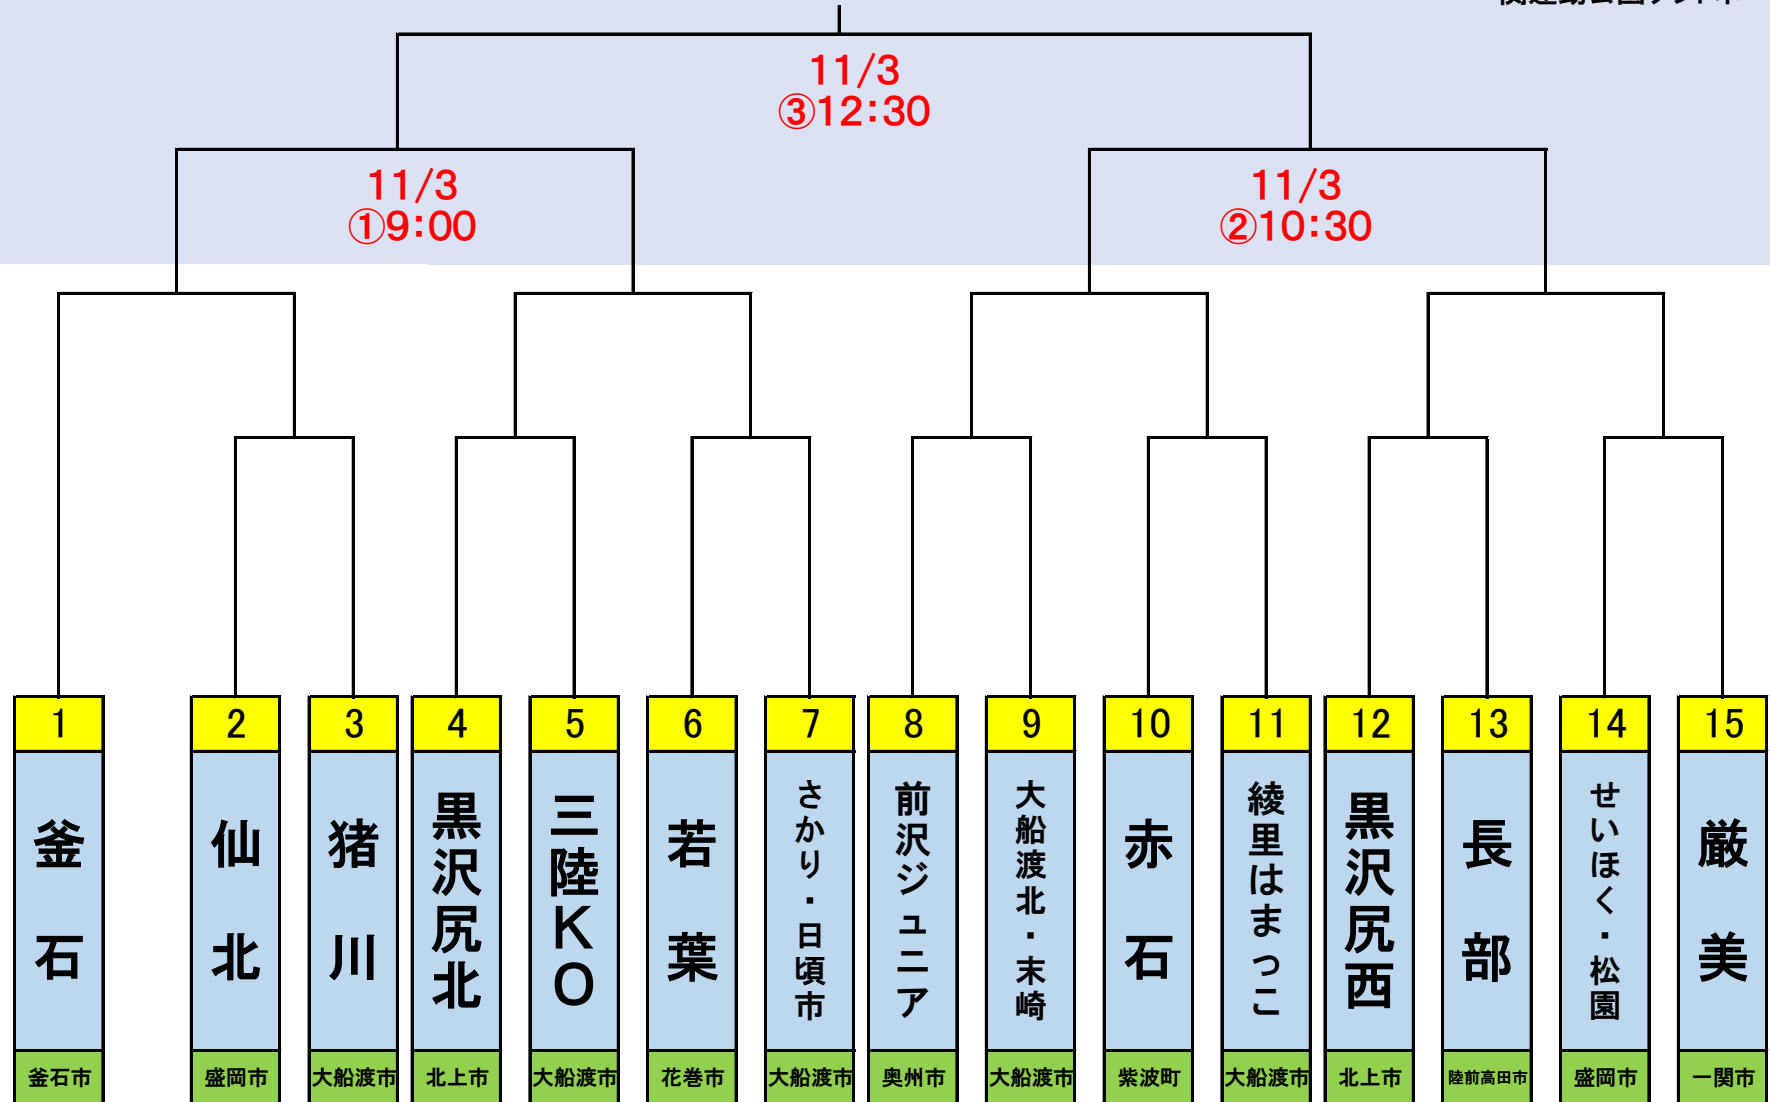 11/3
③12:30
11/3
①9:00
11/3
②10:30
1
2
3
4
5
6
7
8
9
10
11
12
13
14
15
釜石
仙北
猪川
黒沢尻北
三陸KO
若葉
さかり・日頃市
前沢ジュニア
大船渡北・末崎
赤石
綾里はまっこ
黒沢尻西
長部
せいほく・松園
厳美
釜石市
盛岡市
大船渡市
北上市
大船渡市
花巻市
大船渡市
奥州市
大船渡市
紫波町
大船渡市
北上市
陸前高田市
盛岡市
一関市